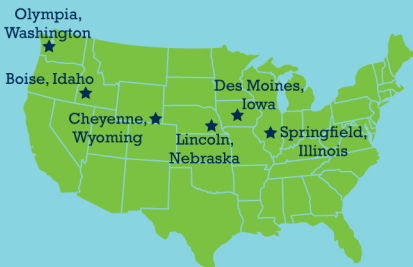 Olympia,
Washington
Boise, Idaho
Des Moines,
Iowa
Cheyenne,
Wyoming
Lincoln,
Nebraska
Springfield,
Illinois